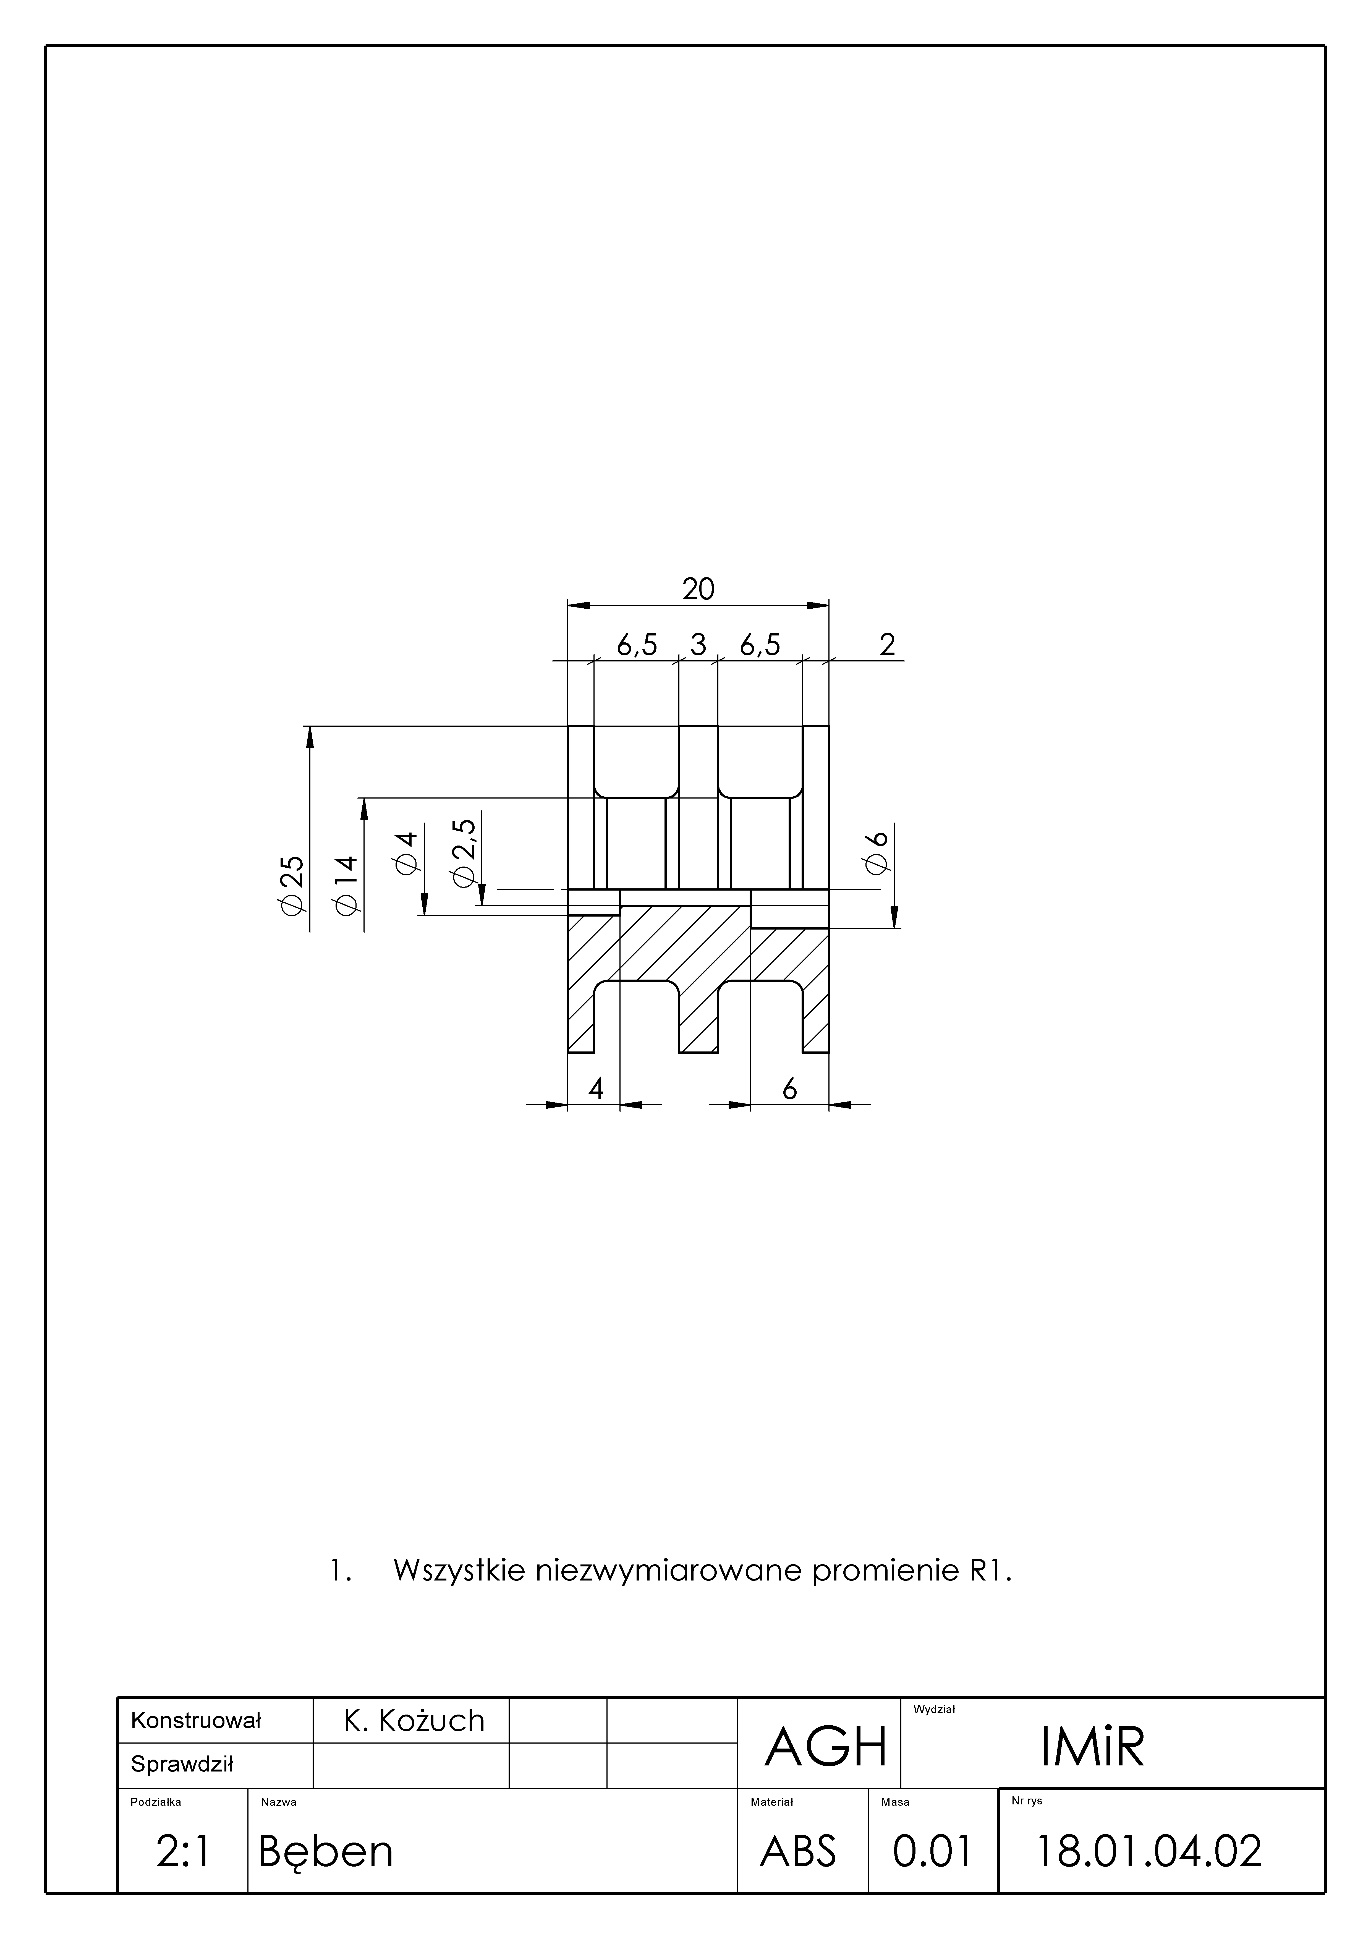 20
6,5 3 6,5 2
⌀25
⌀14
⌀4
⌀2,5
⌀6
4 6
1. Wszystkie niezwymiarowane promienie R1.
Konstruował K. Kożuch
Sprawdził
AGH
Wydział
IMiR
Podziałka
2:1
Nazwa
Bęben
Materiał
ABS
Masa
0.01
Nr rys
18.01.04.02